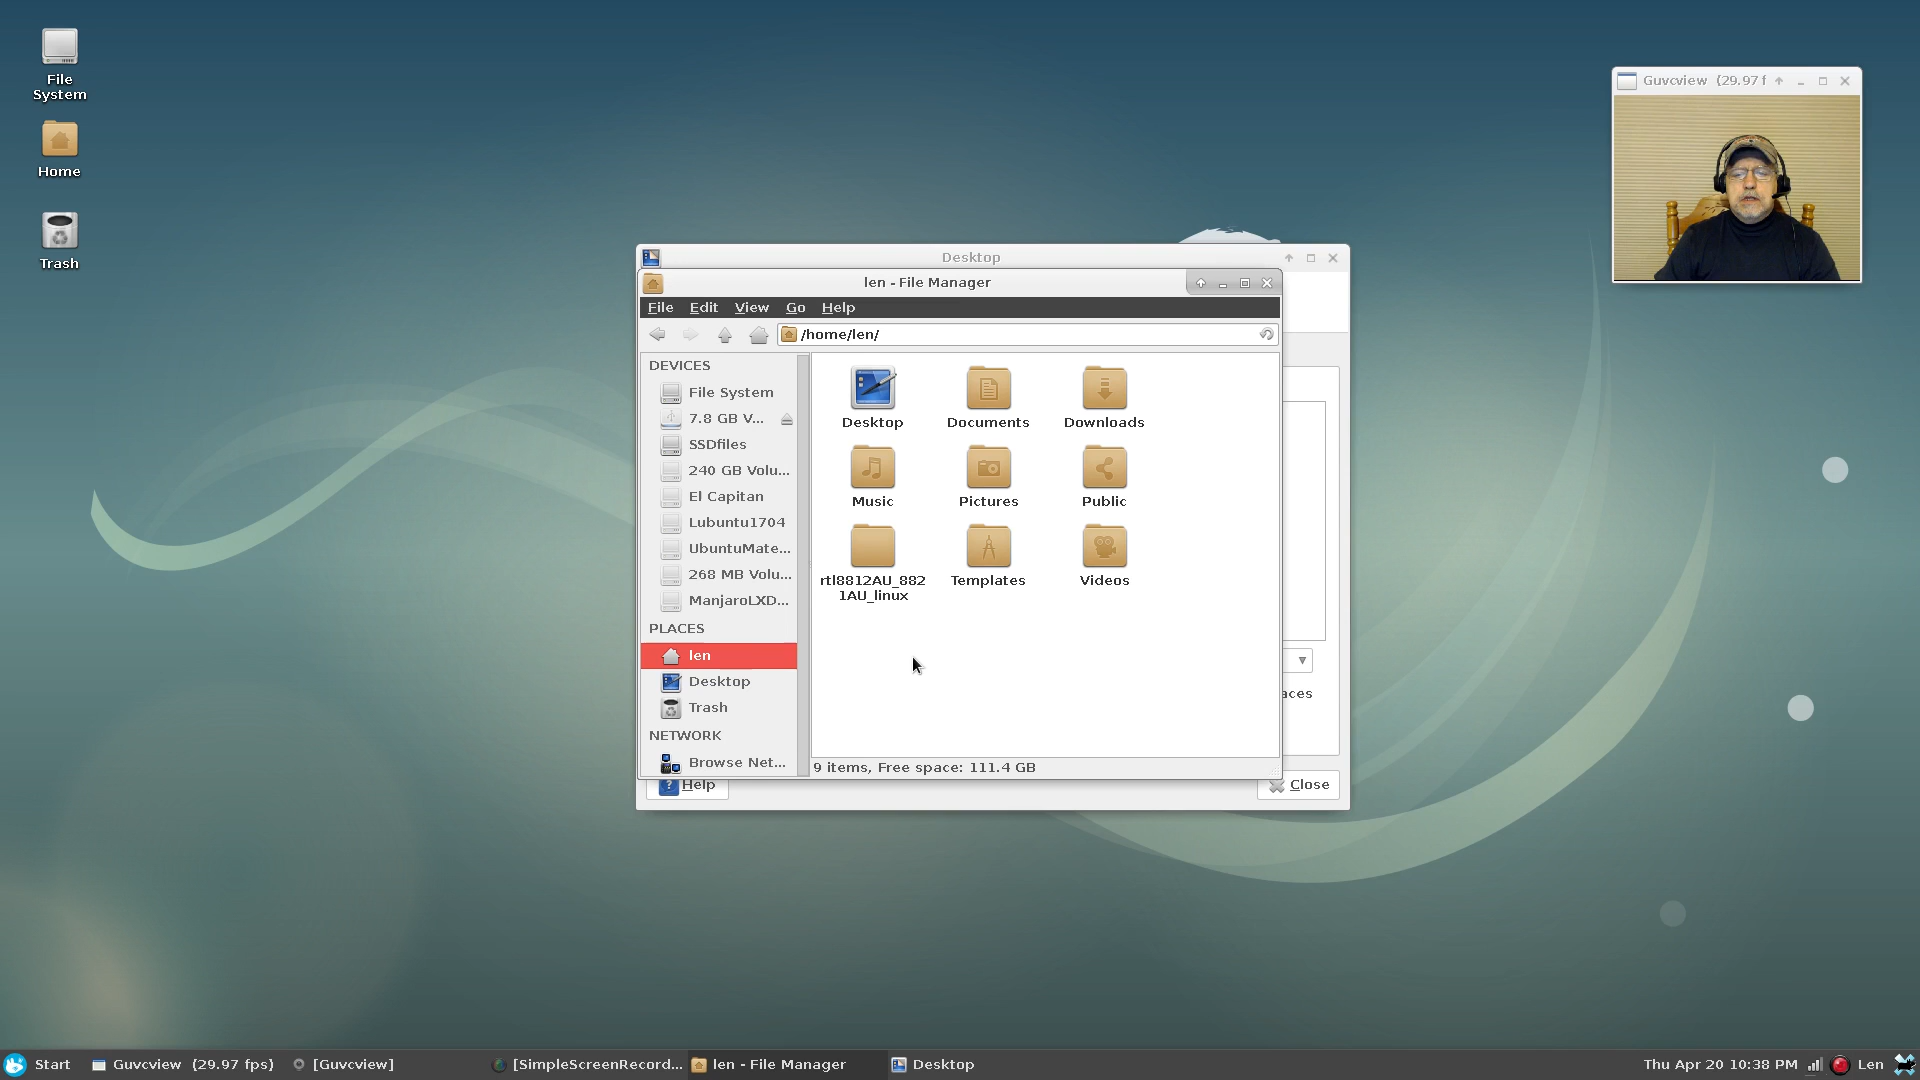 File
System
Home
Trash
Guvcview (29.97 f
Desktop
len - File Manager
File Edit View Go Help
/home/len/
DEVICES
File System
7.8 GB V...
SSDfiles
240 GB Volu...
El Capitan
Lubuntu1704
UbuntuMate...
268 MB Volu...
ManjaroLXD...
PLACES
len
Desktop
Trash
NETWORK
Browse Net...
Desktop Documents Downloads
Music Pictures Public
rtl8812AU_882
1AU_linux
Templates Videos
9 items, Free space: 111.4 GB
aces
Help
Close
Start
Guvcview (29.97 fps)
[Guvcview]
[SimpleScreenRecord...
len - File Manager
Desktop
Thu Apr 20 10:38 PM
Len